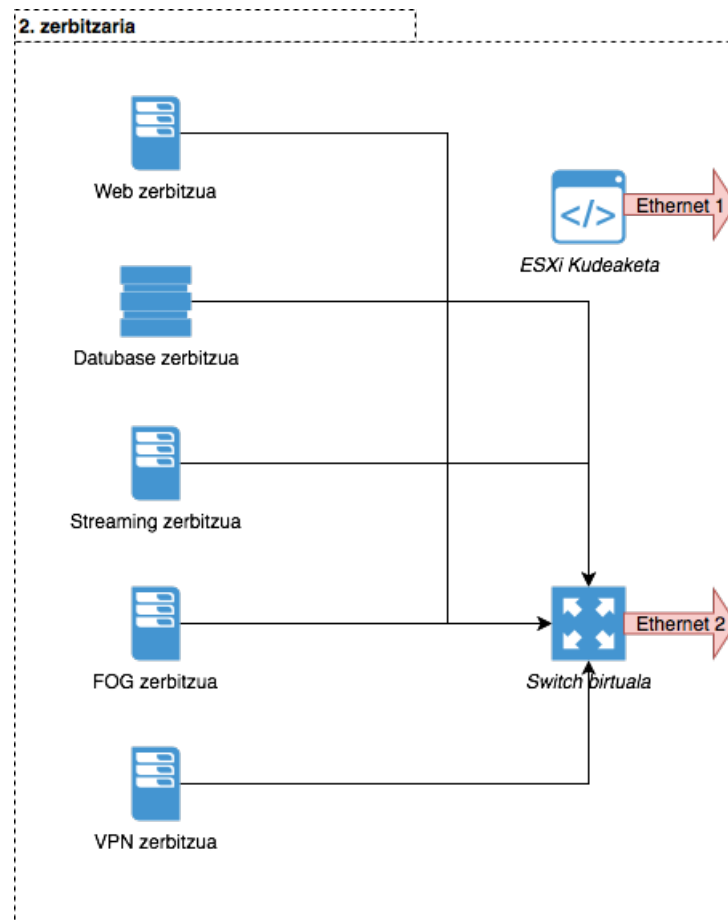 2. zerbitzaria
Web zerbitzua
Ethernet 1
ESXi Kudeaketa
Datubase zerbitzua
Streaming zerbitzua
FOG zerbitzua
Ethernet 2
Switch birtuala
VPN zerbitzua